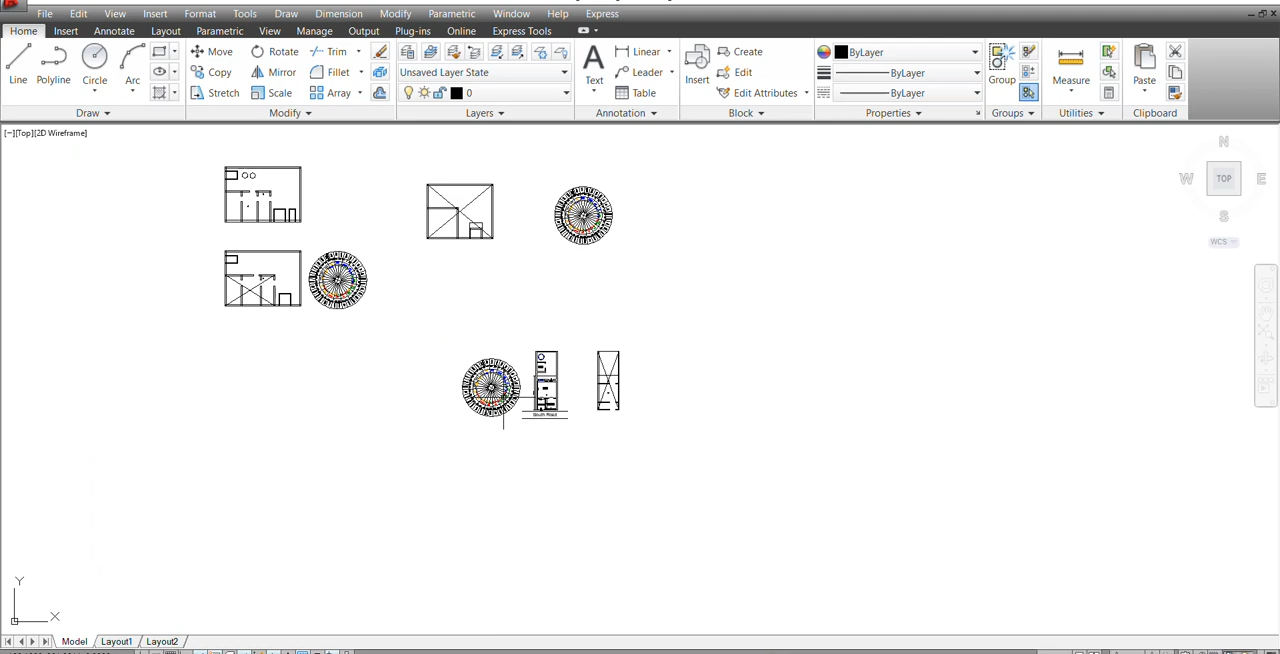 File Edit View Insert Format Tools Draw Dimension Modify Parametric Window Help Express
Home Insert Annotate Layout Parametric View Manage Output Plug-ins Online Express Tools
Move Rotate Trim Linear Create ByLayer
Line Polyline Circle Arc Copy Mirror Fillet Unsaved Layer State Text Leader Insert Edit ByLayer Group Measure Paste
Stretch Scale Array 0 Table Edit Attributes ByLayer
Draw Modify Layers Annotation Block Properties Groups Utilities Clipboard
[−][Top][2D Wireframe]
N
W TOP E
S
WCS
South Road
Y
X
Model Layout1 Layout2